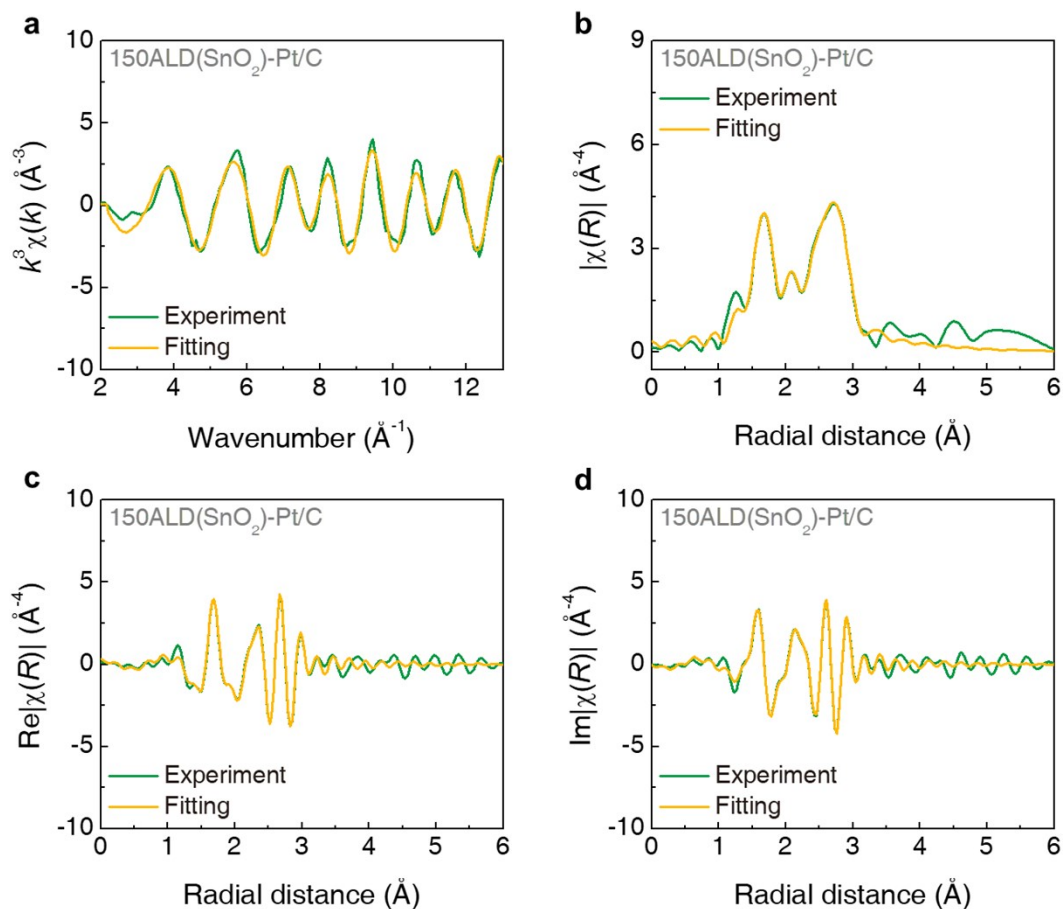 a
150ALD(SnO₂)-Pt/C
k³χ(k) (Å⁻³)
10
5
0
-5
-10
Experiment
Fitting
2 4 6 8 10 12
Wavenumber (Å⁻¹)
b
150ALD(SnO₂)-Pt/C
Experiment
Fitting
|χ(R)| (Å⁻⁴)
9
6
3
0
0 1 2 3 4 5 6
Radial distance (Å)
c
150ALD(SnO₂)-Pt/C
Re|χ(R)| (Å⁻⁴)
10
5
0
-5
-10
Experiment
Fitting
0 1 2 3 4 5 6
Radial distance (Å)
d
150ALD(SnO₂)-Pt/C
Im|χ(R)| (Å⁻⁴)
10
5
0
-5
-10
Experiment
Fitting
0 1 2 3 4 5 6
Radial distance (Å)